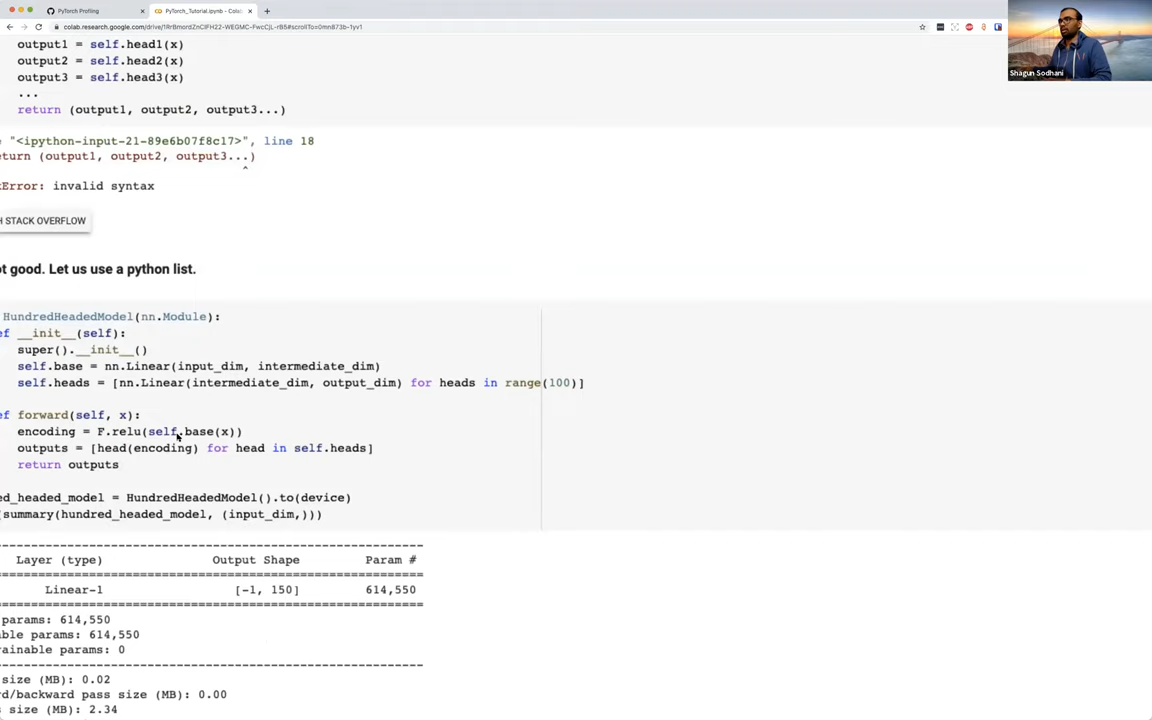 PyTorch Profiling
PyTorch_Tutorial.ipynb - Colab
output1 = self.head1(x)
output2 = self.head2(x)
output3 = self.head3(x)
...
return (output1, output2, output3...)
Shagun Sodhani
"<ipython-input-21-89e6b07f8c17>", line 18
eturn (output1, output2, output3...)
^
xError: invalid syntax
H STACK OVERFLOW
ot good. Let us use a python list.
HundredHeadedModel(nn.Module):
ef __init__(self):
super().__init__()
self.base = nn.Linear(input_dim, intermediate_dim)
self.heads = [nn.Linear(intermediate_dim, output_dim) for heads in range(100)]
ef forward(self, x):
encoding = F.relu(self.base(x))
outputs = [head(encoding) for head in self.heads]
return outputs
ed_headed_model = HundredHeadedModel().to(device)
(summary(hundred_headed_model, (input_dim,)))
----------------------------------------------------------------
Layer (type) Output Shape Param #
================================================================
Linear-1 [-1, 150] 614,550
================================================================
params: 614,550
able params: 614,550
rainable params: 0
----------------------------------------------------------------
size (MB): 0.02
rd/backward pass size (MB): 0.00
s size (MB): 2.34